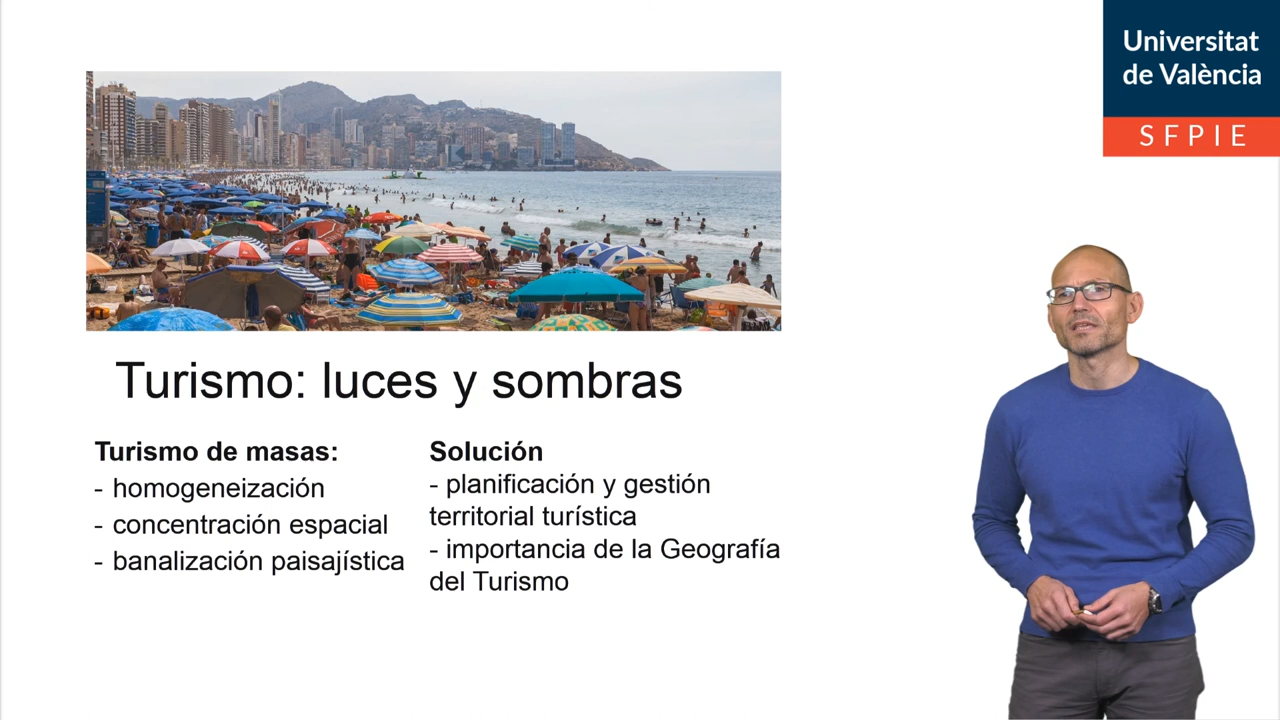 Universitat
de València
SFPIE
Turismo: luces y sombras
Turismo de masas:
- homogeneización
- concentración espacial
- banalización paisajística
Solución
- planificación y gestión
territorial turística
- importancia de la Geografía
del Turismo